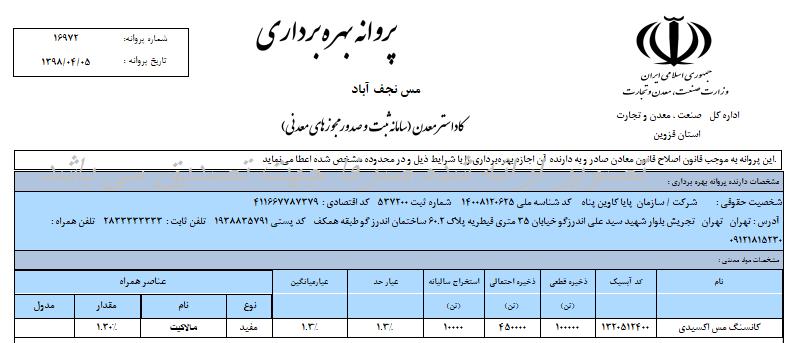 جمهوری اسلامی ایران
وزارت صنعت، معدن و تجارت
اداره کل صنعت ، معدن و تجارت
استان قزوین
پروانه بهره برداری
مس نجف آباد
کاداستر معدن (سامانه ثبت و صدور مجوزهای معدنی)
شماره پروانه: ۱۶۹۷۲
تاریخ پروانه : ۱۳۹۸/۰۴/۰۵
این پروانه به موجب قانون اصلاح قانون معادن صادر و به دارنده آن اجازه بهره‌برداری را با شرایط ذیل و در محدوده مشخص شده اعطا می‌نماید.
مشخصات دارنده پروانه بهره برداری :
شخصیت حقوقی : شرکت / سازمان پایا کاوین پناه کد شناسه ملی ۱۴۰۰۸۱۲۰۶۲۵ شماره ثبت ۵۳۷۲۰۰ کد اقتصادی : ۴۱۱۶۶۷۷۸۷۳۷۹
آدرس : تهران تهران تجریش بلوار شهید سید علی اندرزگو خیابان ۳۵ متری قیطریه پلاک ۶۰.۲ ساختمان اندرزگو طبقه همکف کد پستی ۱۹۳۸۸۳۵۷۹۱ تلفن ثابت : ۲۸۳۳۳۳۳۳۳۳ تلفن همراه :
۰۹۱۲۱۸۱۵۲۳۰
مشخصات مواد معدنی :
نام کد آیسیک ذخیره قطعی (تن) ذخیره احتمالی (تن) استخراج سالیانه (تن) عیار حد عیارمیانگین عناصر همراه
نوع نام مقدار مدول
کانسنگ مس اکسیدی ۱۳۲۰۵۱۲۴۰۰ ۱۰۰۰۰۰ ۴۵۰۰۰۰ ۱۰۰۰۰ ۱.۳٪ ۱.۳٪ مفید مالاکیت ۱.۳۰٪